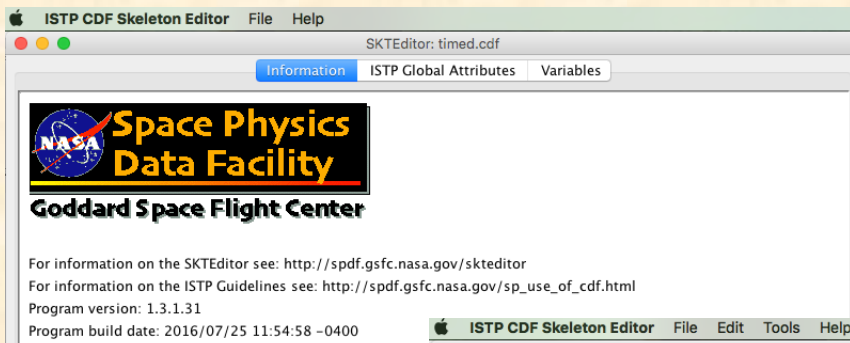 ISTP CDF Skeleton Editor File Help
SKTEditor: timed.cdf
Information ISTP Global Attributes Variables
NASA
Space Physics
Data Facility
Goddard Space Flight Center
For information on the SKTEditor see: http://spdf.gsfc.nasa.gov/skteditor
For information on the ISTP Guidelines see: http://spdf.gsfc.nasa.gov/sp_use_of_cdf.html
Program version: 1.3.1.31
Program build date: 2016/07/25 11:54:58 -0400
ISTP CDF Skeleton Editor File Edit Tools Help